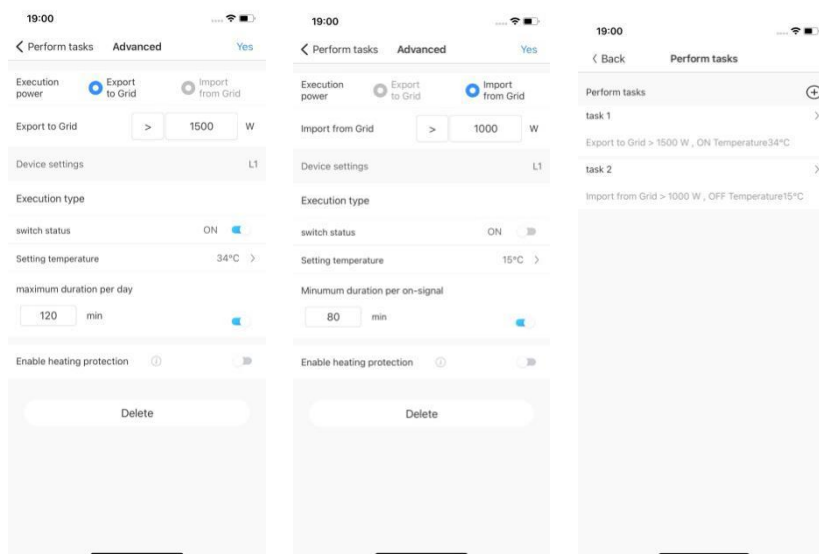 19:00
Perform tasks Advanced Yes
Execution power Export to Grid Import from Grid
Export to Grid > 1500 W
Device settings L1
Execution type
switch status ON
Setting temperature 34°C >
maximum duration per day
120 min
Enable heating protection
Delete
19:00
Perform tasks Advanced Yes
Execution power Export to Grid Import from Grid
Import from Grid > 1000 W
Device settings L1
Execution type
switch status ON
Setting temperature 15°C >
Minumum duration per on-signal
80 min
Enable heating protection
Delete
19:00
Back Perform tasks
Perform tasks
task 1
Export to Grid > 1500 W , ON Temperature34°C
task 2
Import from Grid > 1000 W , OFF Temperature15°C